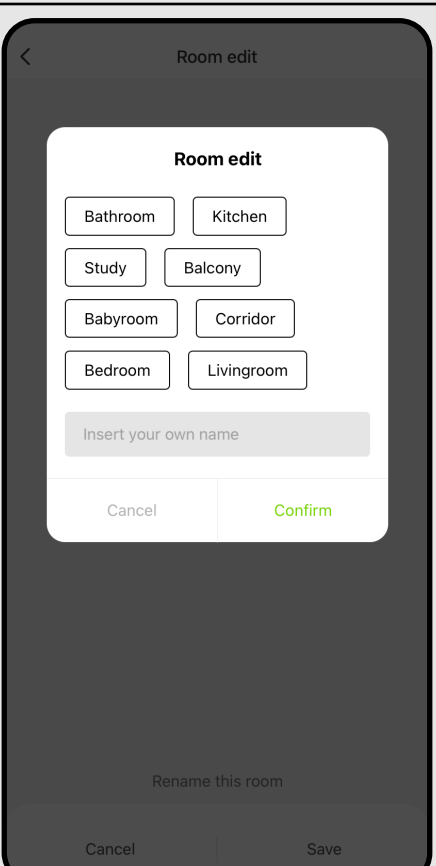 Room edit
Room edit
Bathroom Kitchen
Study Balcony
Babyroom Corridor
Bedroom Livingroom
Insert your own name
Cancel Confirm
Rename this room
Cancel Save